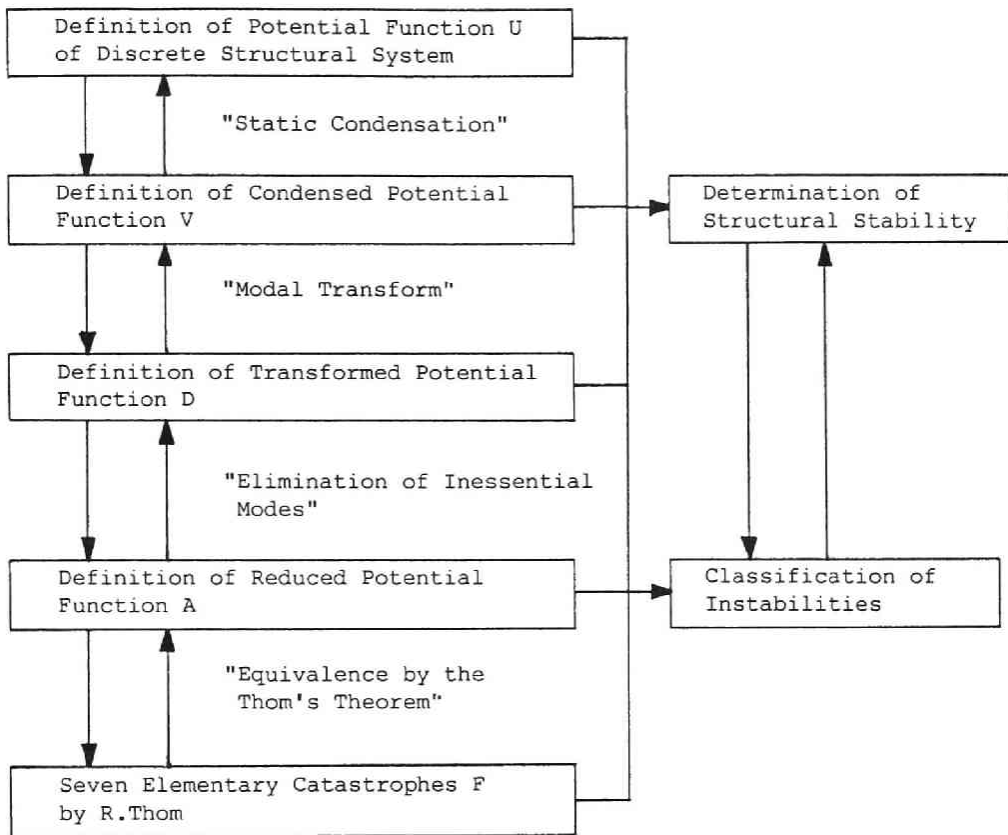 Definition of Potential Function U
of Discrete Structural System
"Static Condensation"
Definition of Condensed Potential
Function V
Determination of
Structural Stability
"Modal Transform"
Definition of Transformed Potential
Function D
"Elimination of Inessential
Modes"
Definition of Reduced Potential
Function A
Classification of
Instabilities
"Equivalence by the
Thom's Theorem"
Seven Elementary Catastrophes F
by R.Thom